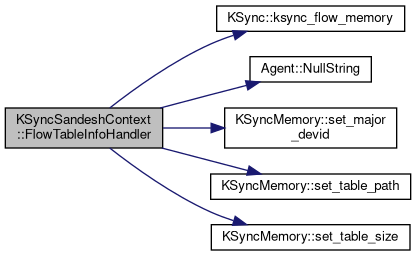 KSyncSandeshContext
::FlowTableInfoHandler
KSync::ksync_flow_memory
Agent::NullString
KSyncMemory::set_major
_devid
KSyncMemory::set_table_path
KSyncMemory::set_table_size